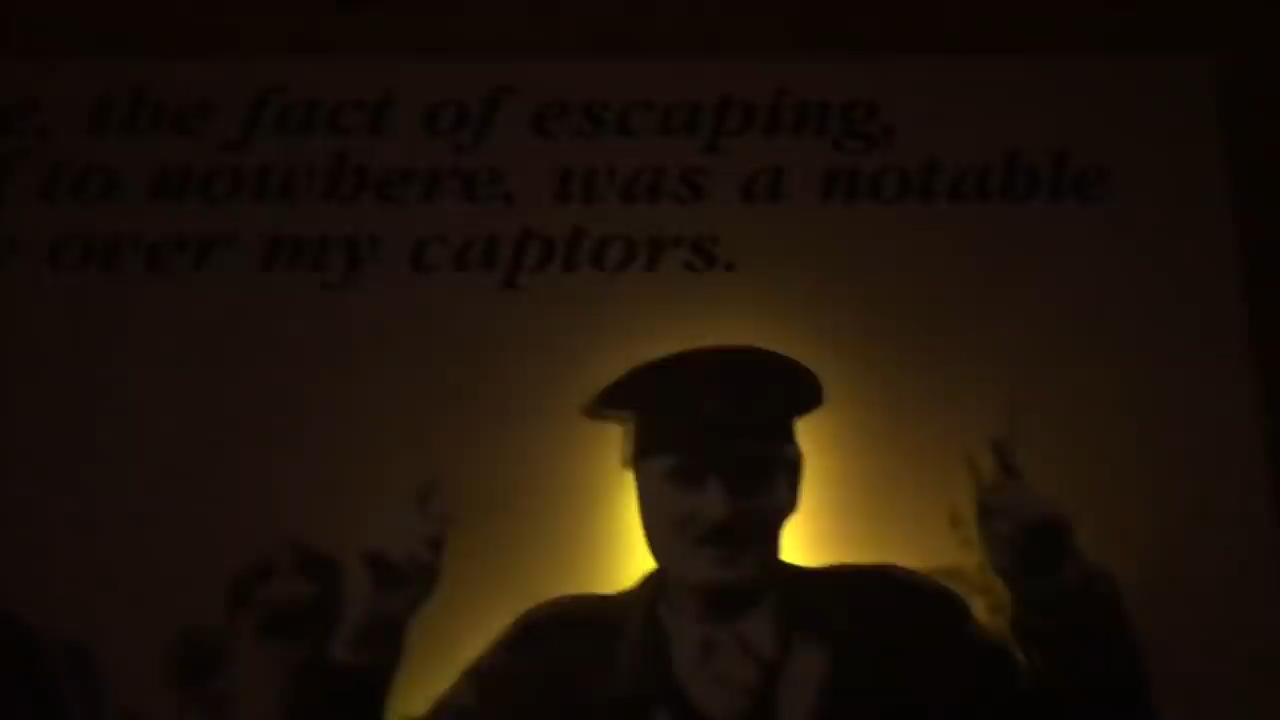 the fact of escaping,
to nowhere, was a notable
over my captors.